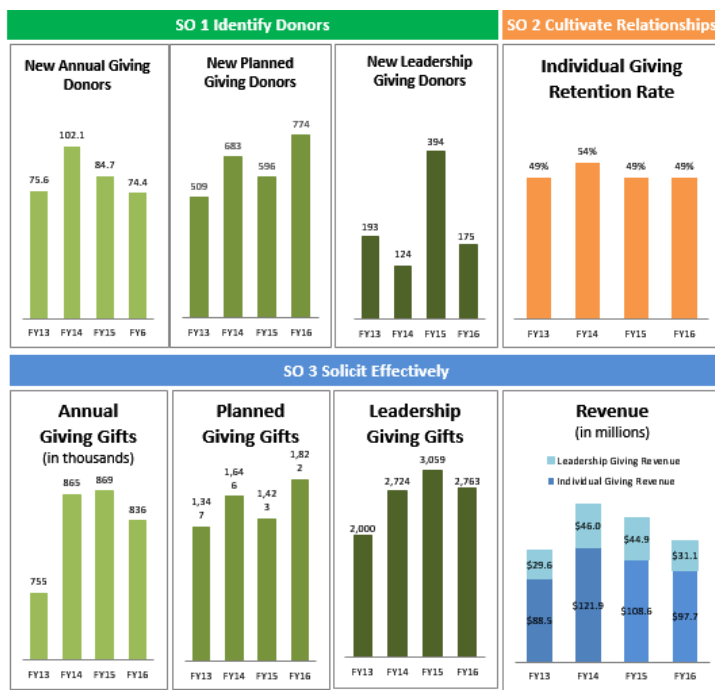 SO 1 Identify Donors
SO 2 Cultivate Relationships
New Annual Giving
Donors
102.1
84.7
75.6
74.4
FY13 FY14 FY15 FY6
New Planned
Giving Donors
774
683
596
509
FY13 FY14 FY15 FY16
New Leadership
Giving Donors
394
193
175
124
FY13 FY14 FY15 FY16
Individual Giving
Retention Rate
49% 54% 49% 49%
FY13 FY14 FY15 FY16
SO 3 Solicit Effectively
Annual
Giving Gifts
(in thousands)
865 869
836
755
FY13 FY14 FY15 FY16
Planned
Giving Gifts
1,82
2
1,64
6
1,34
7
1,42
3
FY13 FY14 FY15 FY16
Leadership
Giving Gifts
3,059
2,724 2,763
2,000
FY13 FY14 FY15 FY16
Revenue
(in millions)
Leadership Giving Revenue
Individual Giving Revenue
$46.0
$44.9
$31.1
$29.6
$121.9
$108.6
$97.7
$88.5
FY13 FY14 FY15 FY16